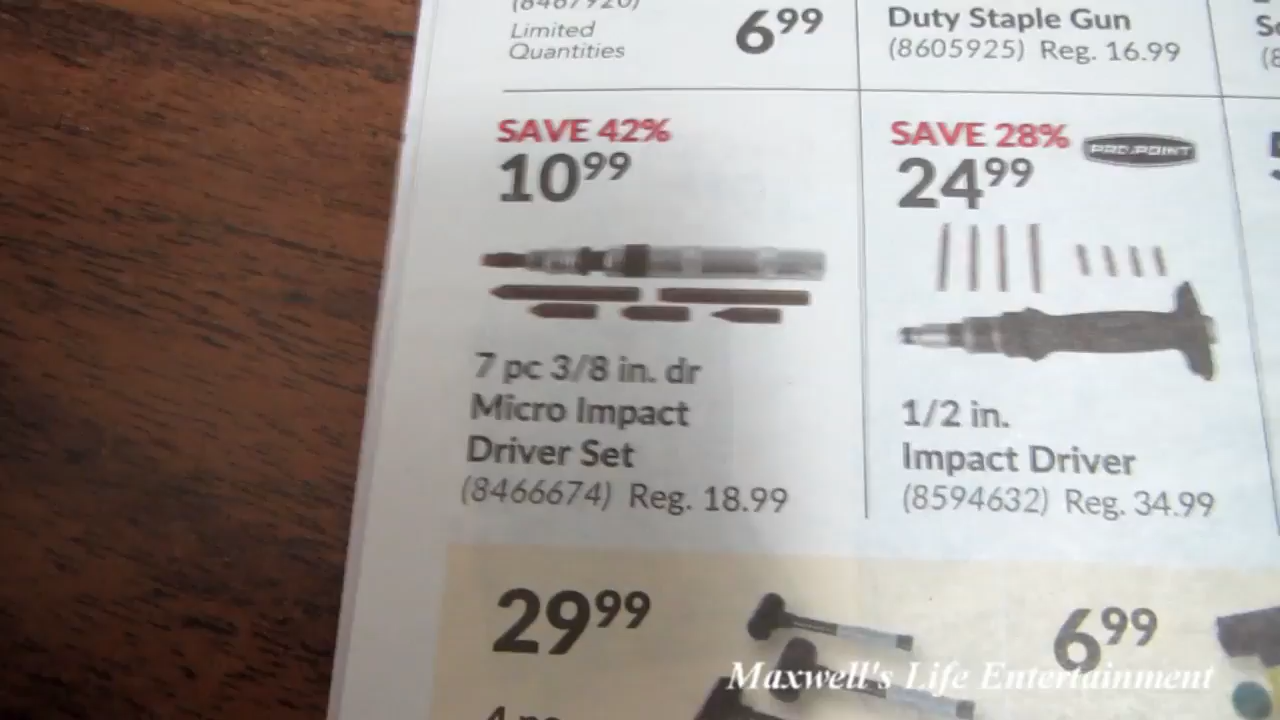 (8467920)
Limited
Quantities
6.99
Duty Staple Gun
(8605925) Reg. 16.99
SAVE 42%
10.99
7 pc 3/8 in. dr
Micro Impact
Driver Set
(8466674) Reg. 18.99
SAVE 28%
PRO.POINT
24.99
1/2 in.
Impact Driver
(8594632) Reg. 34.99
29.99
6.99
Maxwell's Life Entertainment